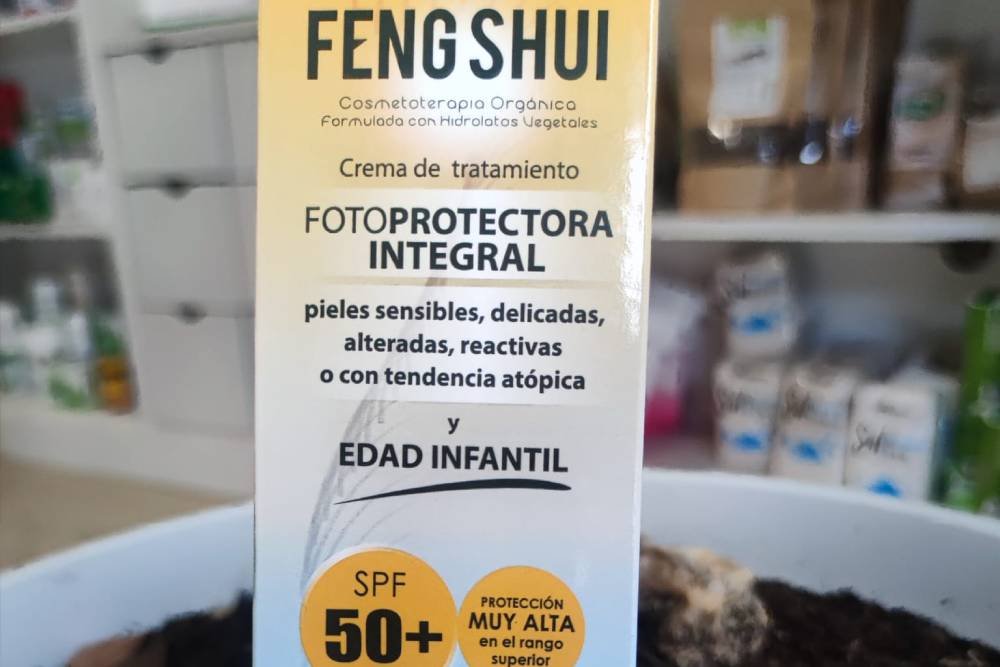 FENG SHUI
Cosmetoterapia Orgánica
Formulada con Hidrolatos Vegetales
Crema de tratamiento
FOTOPROTECTORA
INTEGRAL
pieles sensibles, delicadas,
alteradas, reactivas
o con tendencia atópica
y
EDAD INFANTIL
SPF
50+
PROTECCIÓN
MUY ALTA
en el rango
superior